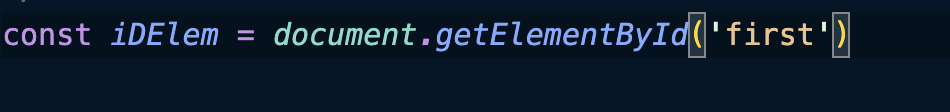 const iDElem = document.getElementById('first')